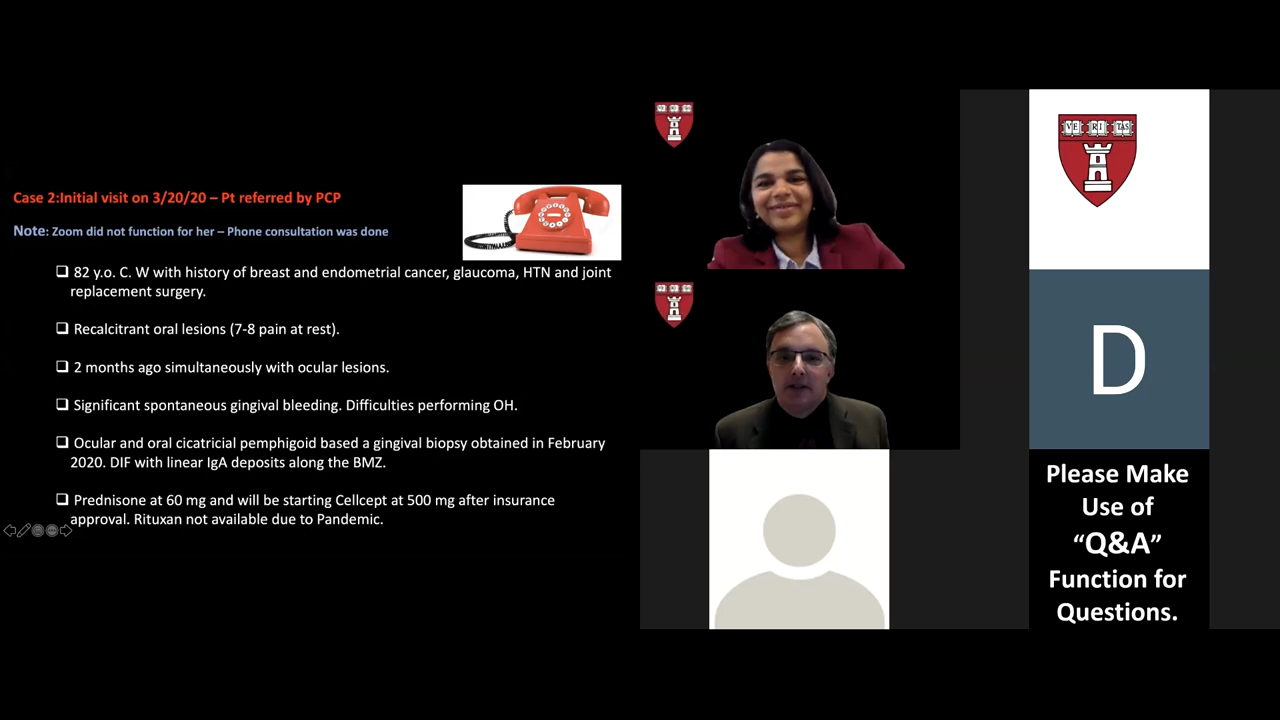 Case 2:Initial visit on 3/20/20 – Pt referred by PCP
Note: Zoom did not function for her – Phone consultation was done
❑ 82 y.o. C. W with history of breast and endometrial cancer, glaucoma, HTN and joint
replacement surgery.
❑ Recalcitrant oral lesions (7-8 pain at rest).
❑ 2 months ago simultaneously with ocular lesions.
❑ Significant spontaneous gingival bleeding. Difficulties performing OH.
❑ Ocular and oral cicatricial pemphigoid based a gingival biopsy obtained in February
2020. DIF with linear IgA deposits along the BMZ.
❑ Prednisone at 60 mg and will be starting Cellcept at 500 mg after insurance
approval. Rituxan not available due to Pandemic.
VE RI TAS
D
Please Make
Use of
“Q&A”
Function for
Questions.